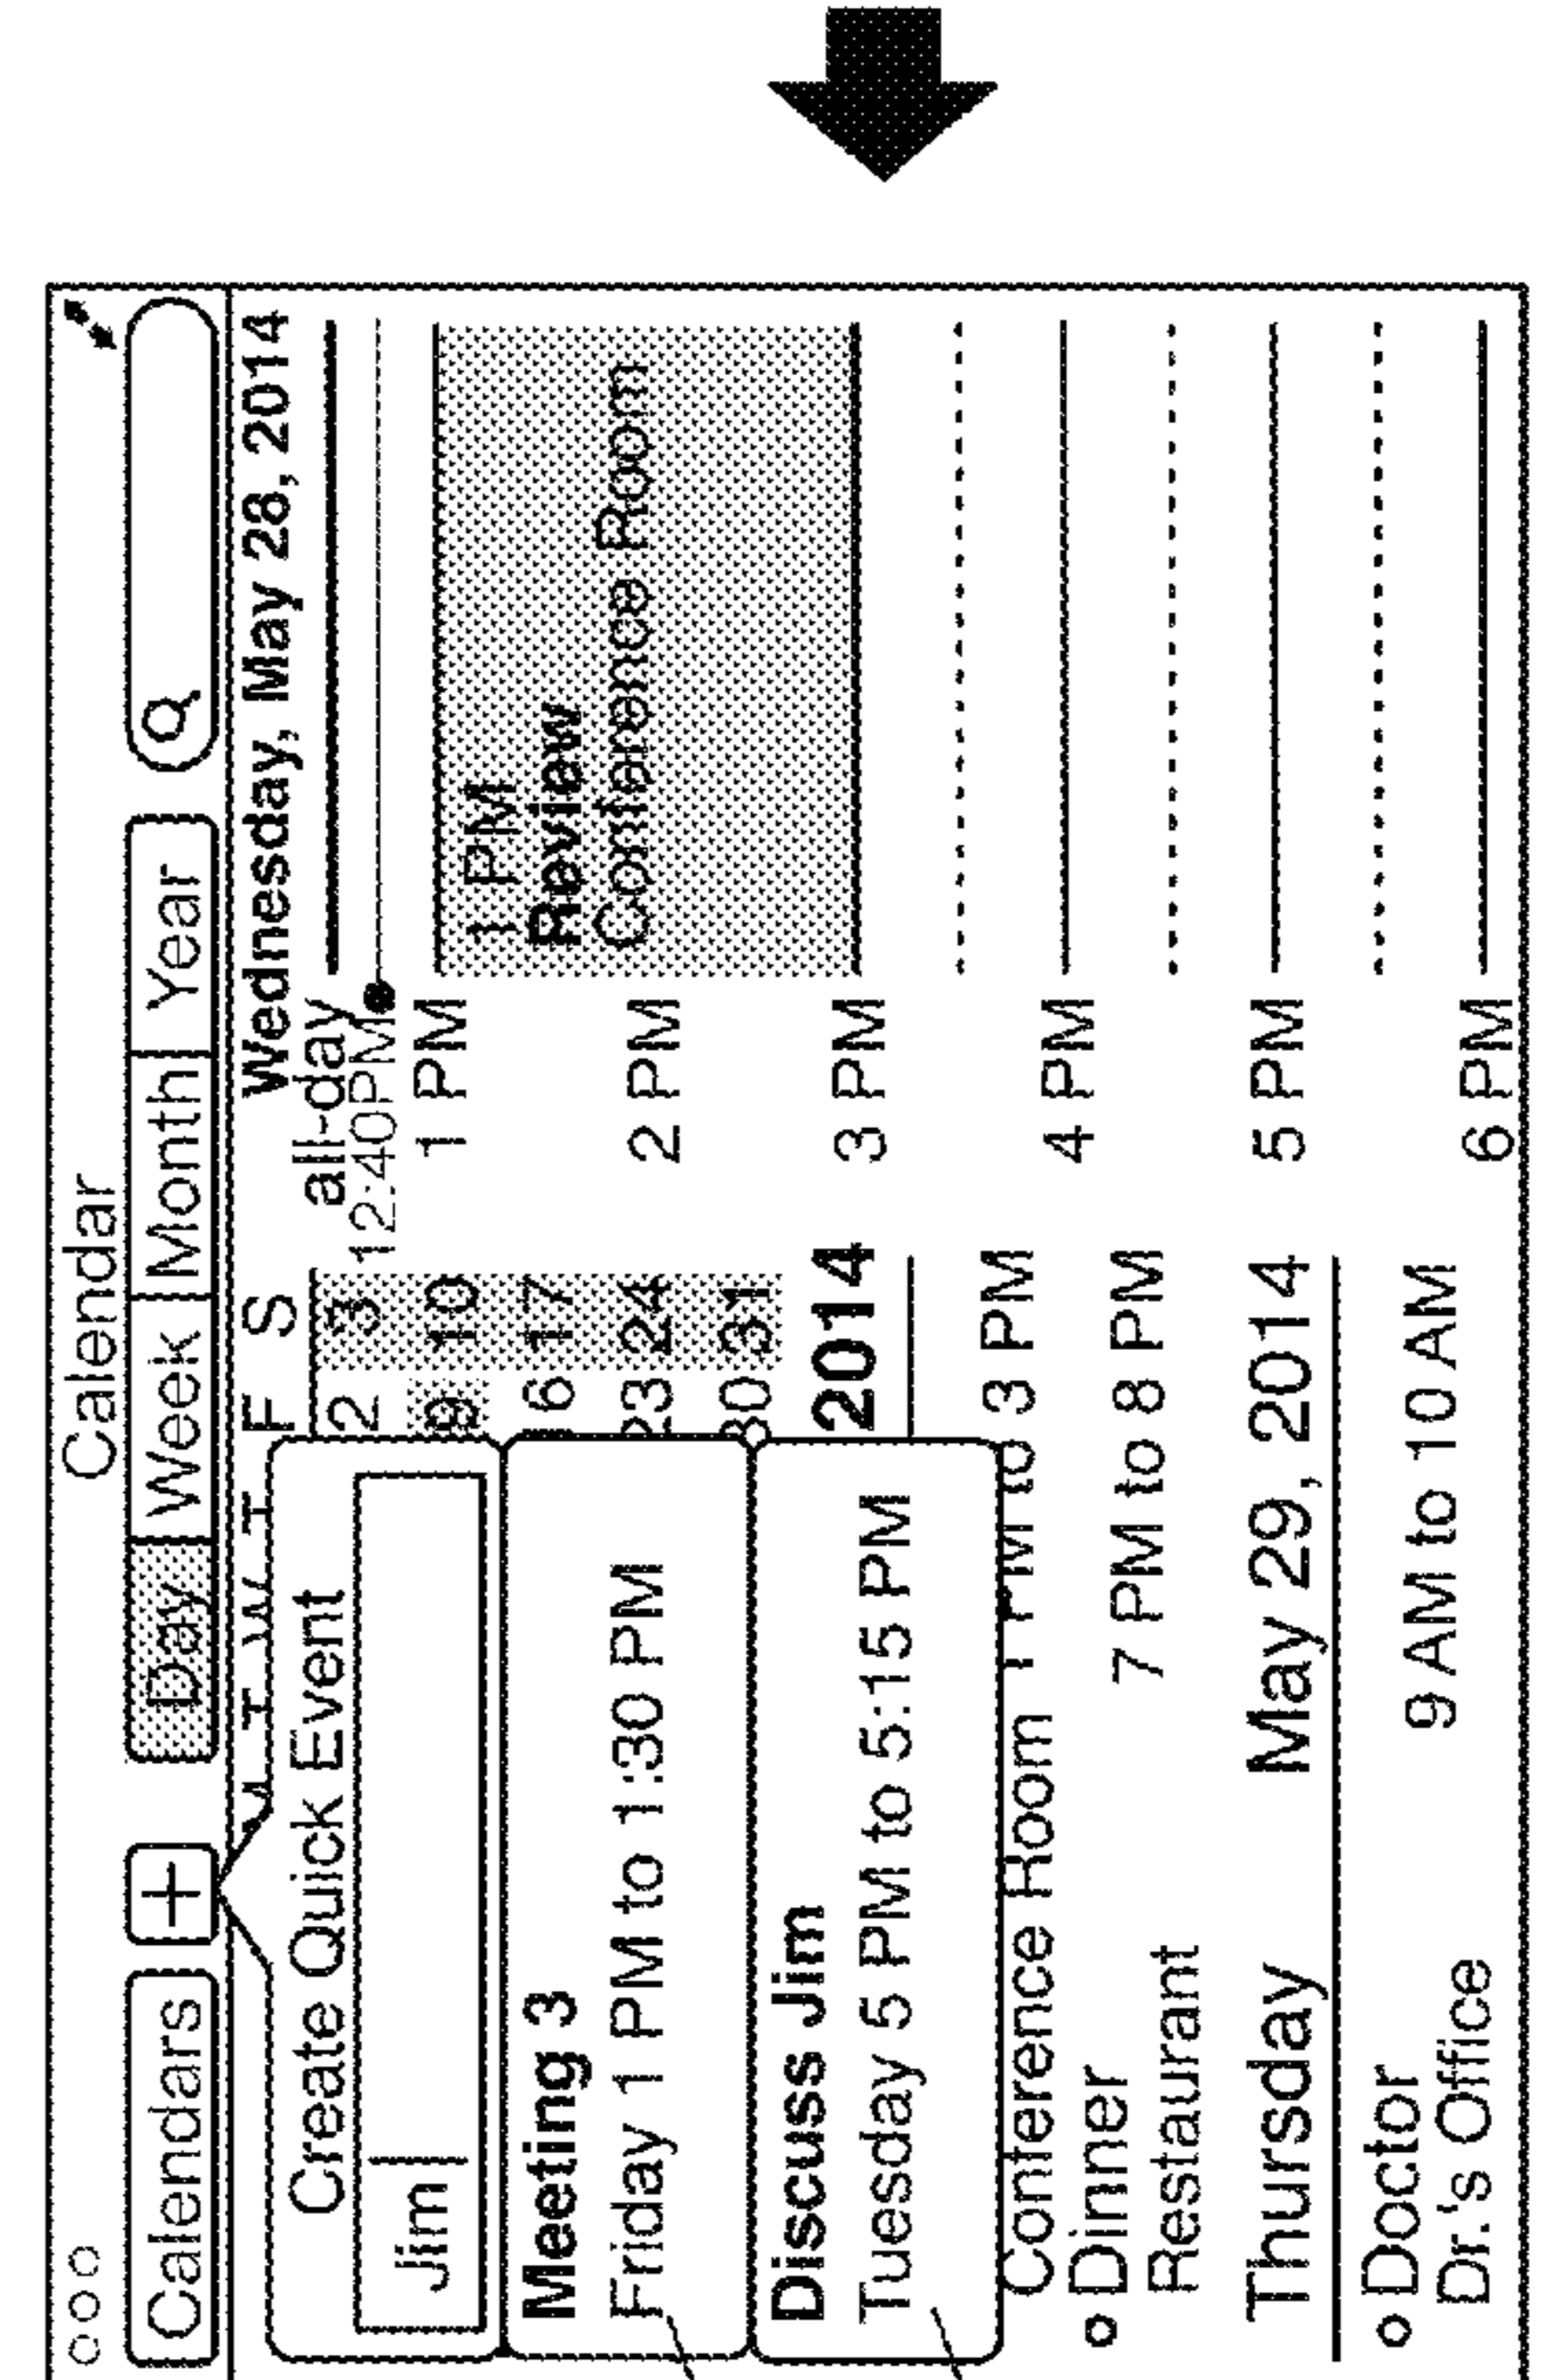 Calendar
Calendars + Day Week Month Year
Create Quick Event
Jim
Meeting 3
Friday 1 PM to 1:30 PM
Discuss Jim
Tuesday 5 PM to 5:15 PM
F S
2 3
9 10
16 17
23 24
30 31
2014
Conference Room 1 PM to 3 PM
Dinner 7 PM to 8 PM
Restaurant
Thursday May 29, 2014
Doctor 9 AM to 10 AM
Dr.'s Office
Wednesday, May 28, 2014
all-day
12:40PM
1 PM
2 PM
3 PM
4 PM
5 PM
6 PM
1 PM
Review
Conference Room